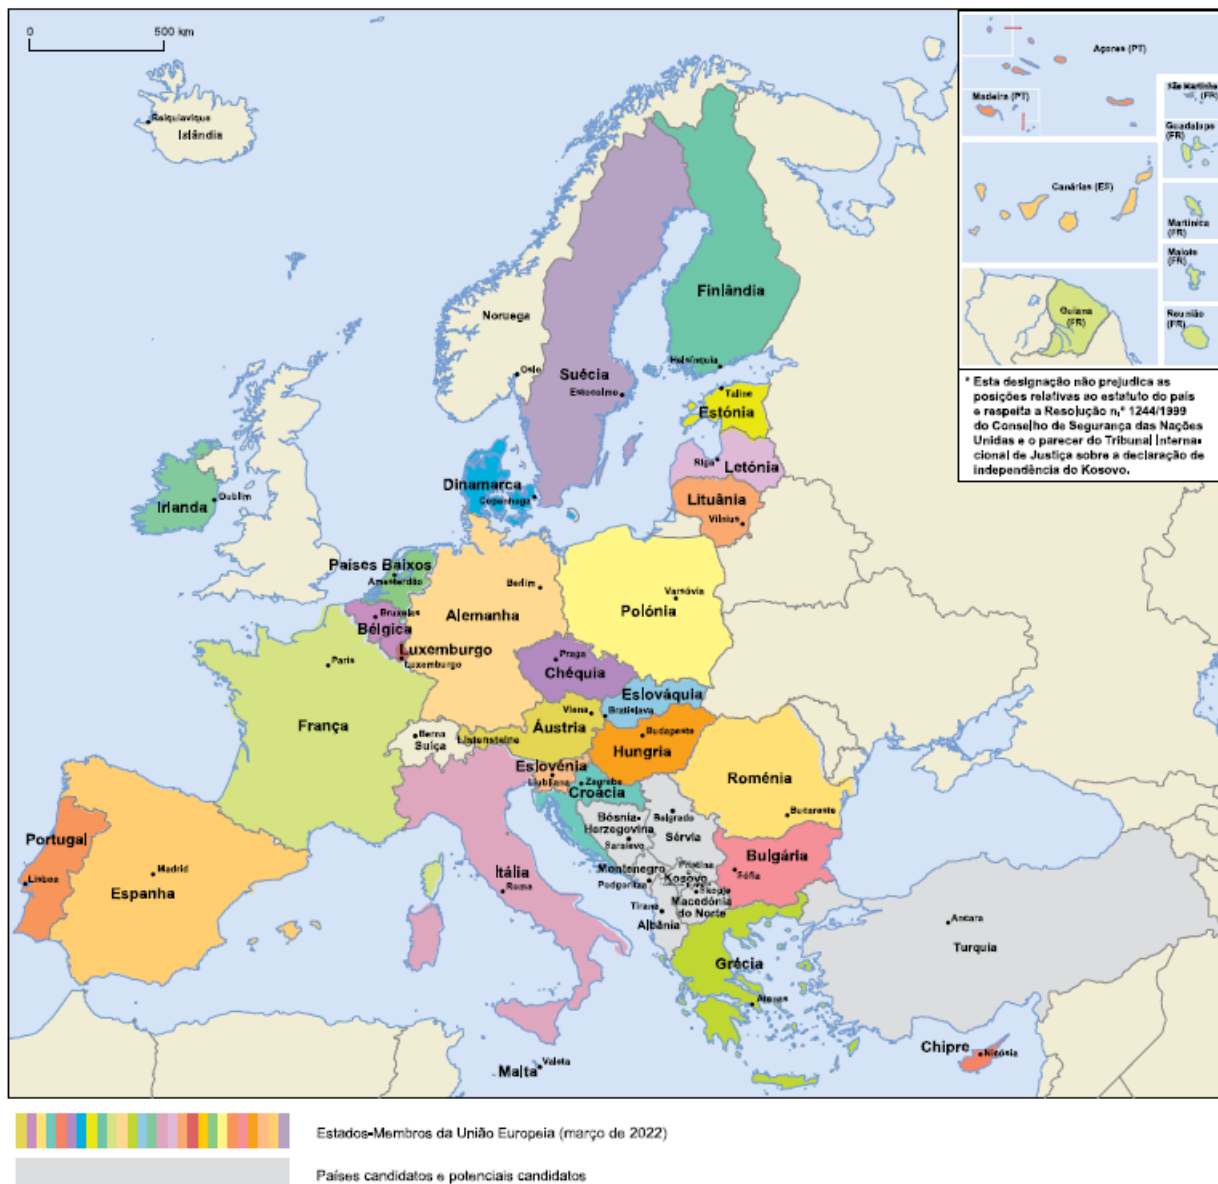 0
500 km
Reiquiavique
Islândia
Açores (PT)
Madeira (PT)
São Martinho
(FR)
Guadalupe
(FR)
Canárias (ES)
Martinica
(FR)
Maiote
(FR)
Guiana
(FR)
Reunião
(FR)
* Esta designação não prejudica as
posições relativas ao estatuto do país
e respeita a Resolução n.º 1244/1999
do Conselho de Segurança das Nações
Unidas e o parecer do Tribunal Interna-
cional de Justiça sobre a declaração de
independência do Kosovo.
Finlândia
Noruega
Helsínquia
Oslo
Suécia
Estocolmo
Taline
Estónia
Riga
Letónia
Dinamarca
Copenhaga
Lituânia
Vilnius
Dublim
Irlanda
Países Baixos
Amesterdão
Berlim
Varsóvia
Polónia
Bruxelas
Bélgica
Alemanha
Luxemburgo
Luxemburgo
Paris
Praga
Chéquia
Eslováquia
Bratislava
França
Viena
Áustria
Berna
Suíça
Listenstaine
Budapeste
Hungria
Eslovénia
Liubliana
Zagrebe
Croácia
Roménia
Bucareste
Bósnia-
Herzegovina
Saraievo
Belgrado
Sérvia
Portugal
Lisboa
Madrid
Espanha
Itália
Roma
Montenegro
Podgoritza
Pristina
Kosovo
Bulgária
Sófia
Skopje
Macedónia
do Norte
Tirana
Albânia
Ancara
Turquia
Grécia
Atenas
Chipre
Nicósia
Malta
Valeta
Estados-Membros da União Europeia (março de 2022)
Países candidatos e potenciais candidatos